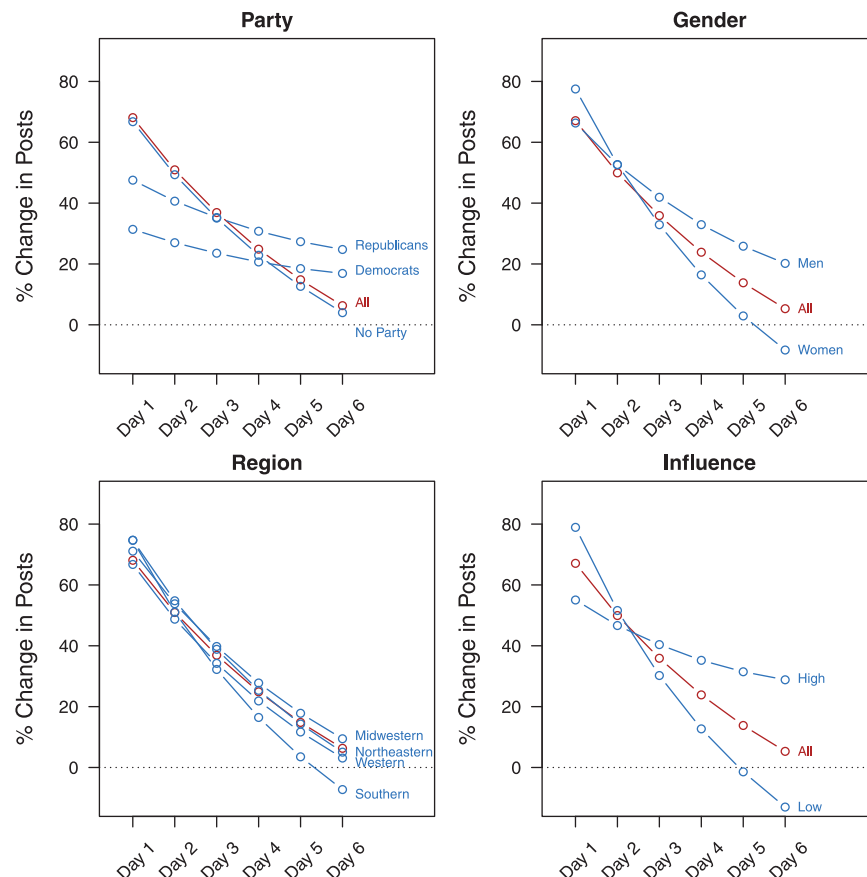 Party
% Change in Posts
80
60
40
20
0
Republicans
Democrats
All
No Party
Day 1
Day 2
Day 3
Day 4
Day 5
Day 6
Gender
% Change in Posts
80
60
40
20
0
Men
All
Women
Day 1
Day 2
Day 3
Day 4
Day 5
Day 6
Region
% Change in Posts
80
60
40
20
0
Midwestern
Northeastern
Western
Southern
Day 1
Day 2
Day 3
Day 4
Day 5
Day 6
Influence
% Change in Posts
80
60
40
20
0
High
All
Low
Day 1
Day 2
Day 3
Day 4
Day 5
Day 6